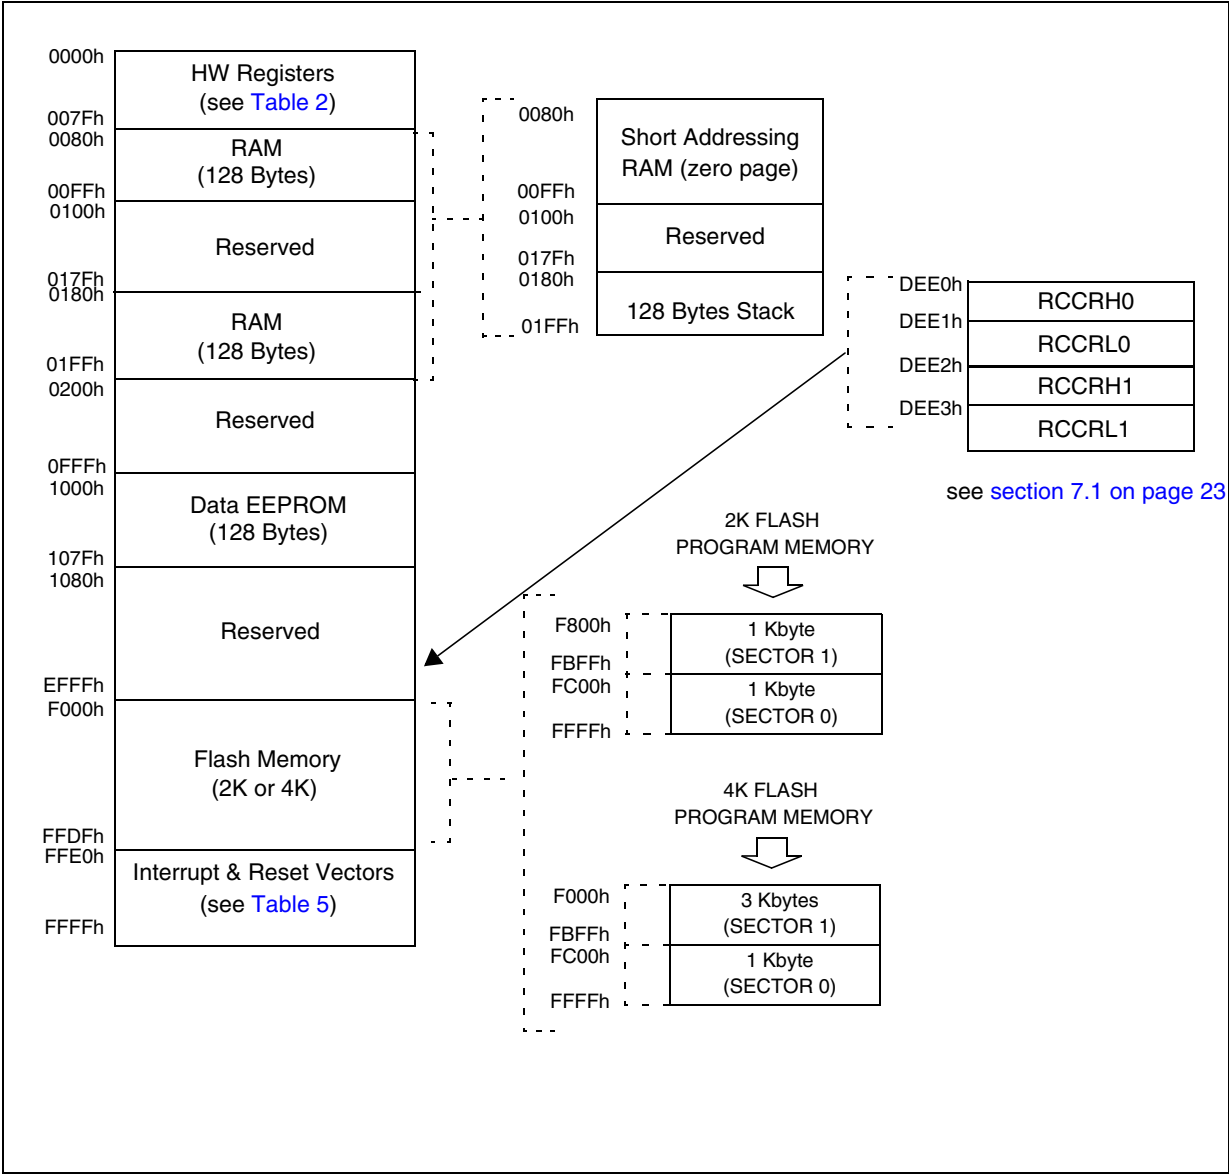 0000h
HW Registers
(see Table 2)
007Fh
0080h
RAM
(128 Bytes)
00FFh
0100h
Reserved
017Fh
0180h
RAM
(128 Bytes)
01FFh
0200h
Reserved
0FFFh
1000h
Data EEPROM
(128 Bytes)
107Fh
1080h
Reserved
EFFFh
F000h
Flash Memory
(2K or 4K)
FFDFh
FFE0h
Interrupt & Reset Vectors
(see Table 5)
FFFFh
0080h
Short Addressing
RAM (zero page)
00FFh
0100h
Reserved
017Fh
0180h
128 Bytes Stack
01FFh
DEE0h
RCCRH0
DEE1h
RCCRL0
DEE2h
RCCRH1
DEE3h
RCCRL1
see section 7.1 on page 23
2K FLASH
PROGRAM MEMORY
F800h
1 Kbyte
(SECTOR 1)
FBFFh
FC00h
1 Kbyte
(SECTOR 0)
FFFFh
4K FLASH
PROGRAM MEMORY
F000h
3 Kbytes
(SECTOR 1)
FBFFh
FC00h
1 Kbyte
(SECTOR 0)
FFFFh